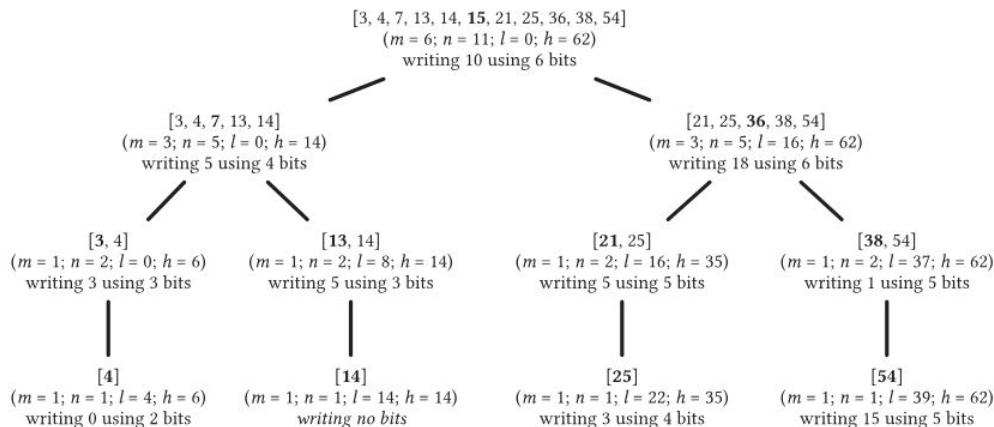 [3, 4, 7, 13, 14, 15, 21, 25, 36, 38, 54]
(m = 6; n = 11; l = 0; h = 62)
writing 10 using 6 bits
[3, 4, 7, 13, 14]
(m = 3; n = 5; l = 0; h = 14)
writing 5 using 4 bits
[21, 25, 36, 38, 54]
(m = 3; n = 5; l = 16; h = 62)
writing 18 using 6 bits
[3, 4]
(m = 1; n = 2; l = 0; h = 6)
writing 3 using 3 bits
[13, 14]
(m = 1; n = 2; l = 8; h = 14)
writing 5 using 3 bits
[21, 25]
(m = 1; n = 2; l = 16; h = 35)
writing 5 using 5 bits
[38, 54]
(m = 1; n = 2; l = 37; h = 62)
writing 1 using 5 bits
[4]
(m = 1; n = 1; l = 4; h = 6)
writing 0 using 2 bits
[14]
(m = 1; n = 1; l = 14; h = 14)
writing no bits
[25]
(m = 1; n = 1; l = 22; h = 35)
writing 3 using 4 bits
[54]
(m = 1; n = 1; l = 39; h = 62)
writing 15 using 5 bits